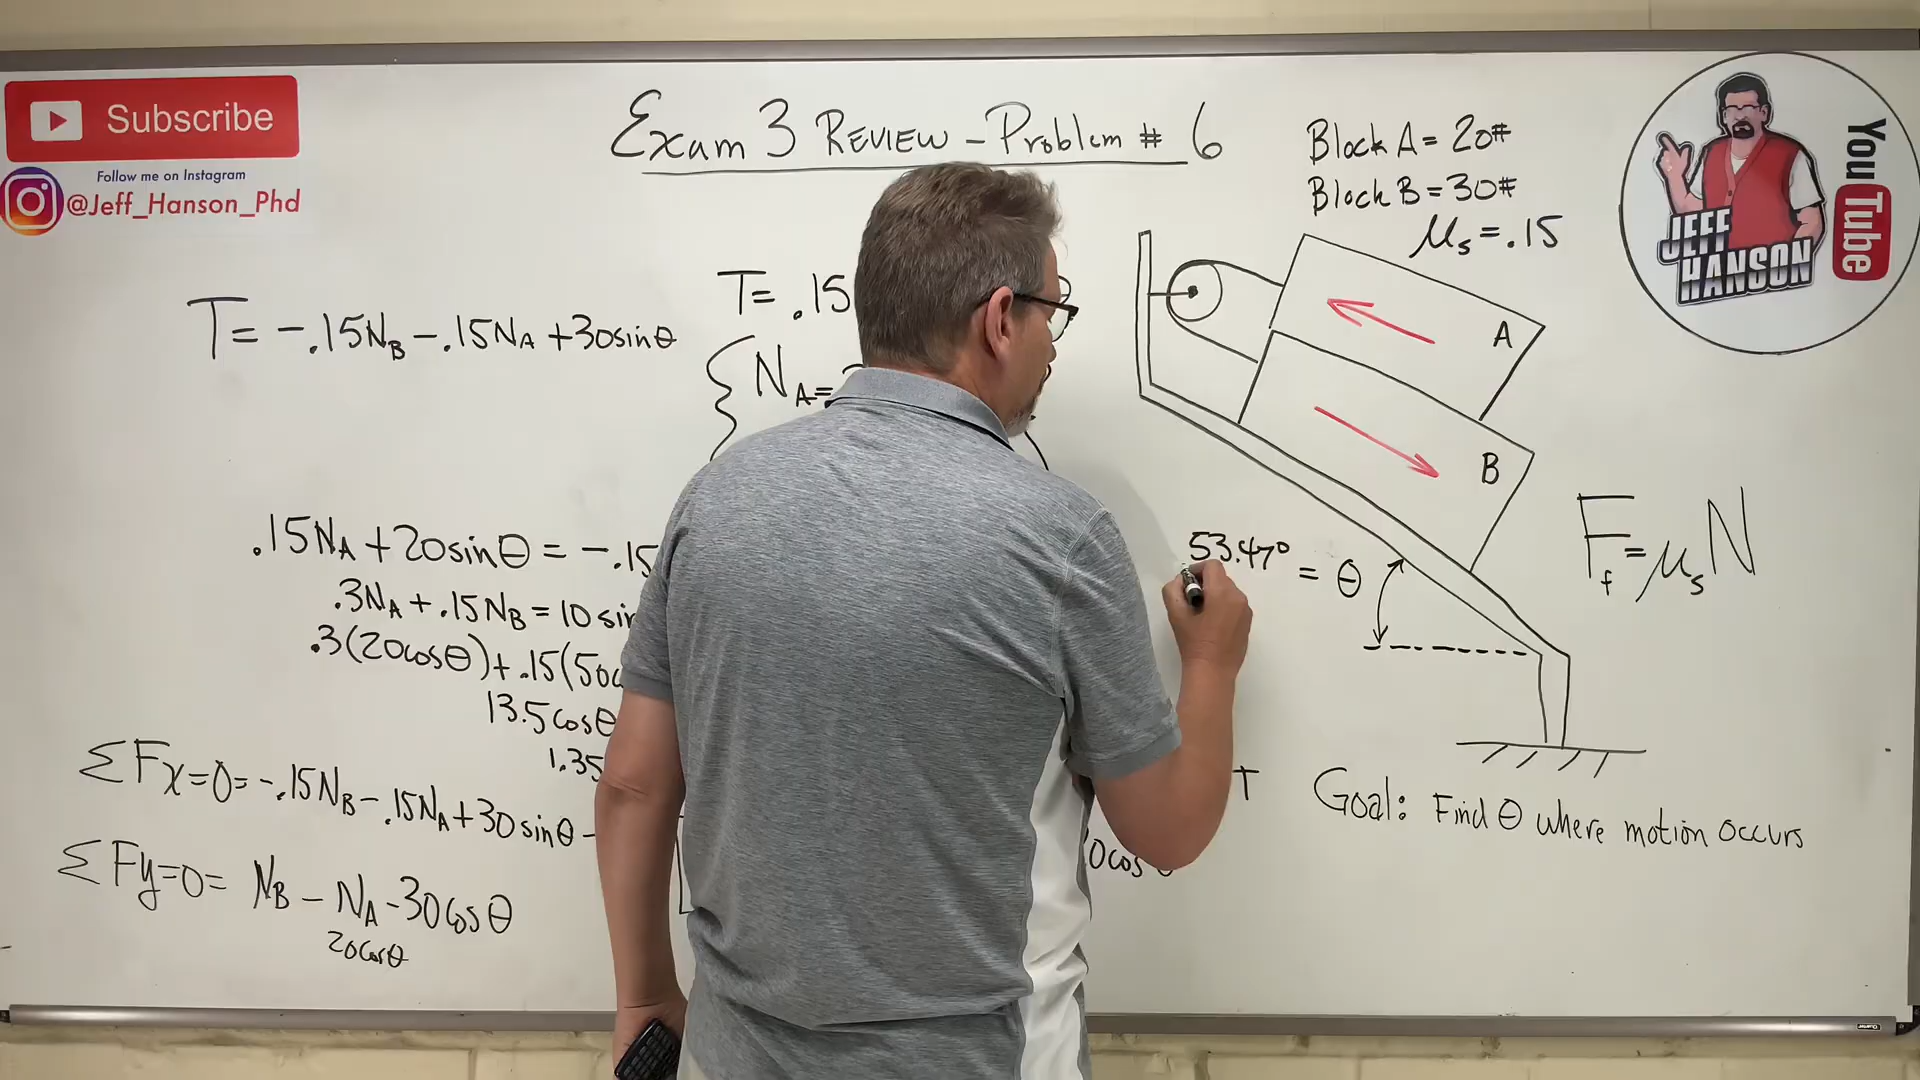 Subscribe
Follow me on Instagram
@Jeff_Hanson_Phd
Exam 3 REVIEW - Problem # 6
Block A = 20#
Block B = 30#
μs = .15
YouTube
JEFF
HANSON
T = -.15NB - .15NA + 30sinθ
T = .15
NA =
A
B
.15NA + 20sinθ = -.15
.3NA + .15NB = 10 sin
.3(20cosθ) + .15(50c
13.5cosθ
1.35
53.47° = θ
Ff = μsN
ΣFx = 0 = -.15NB - .15NA + 30sinθ -
T
ΣFy = 0 = NB - NA - 30cosθ
20cosθ
0cosθ
Goal: Find θ where motion occurs